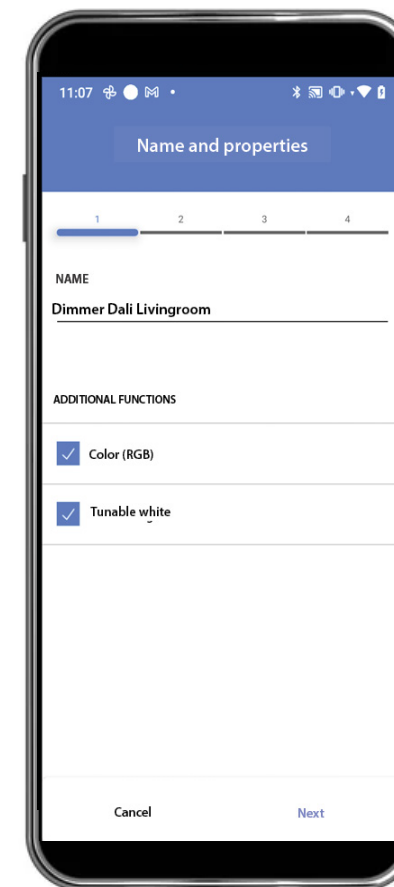 11:07
Name and properties
1 2 3 4
NAME
Dimmer Dali Livingroom
ADDITIONAL FUNCTIONS
Color (RGB)
Tunable white
Cancel Next